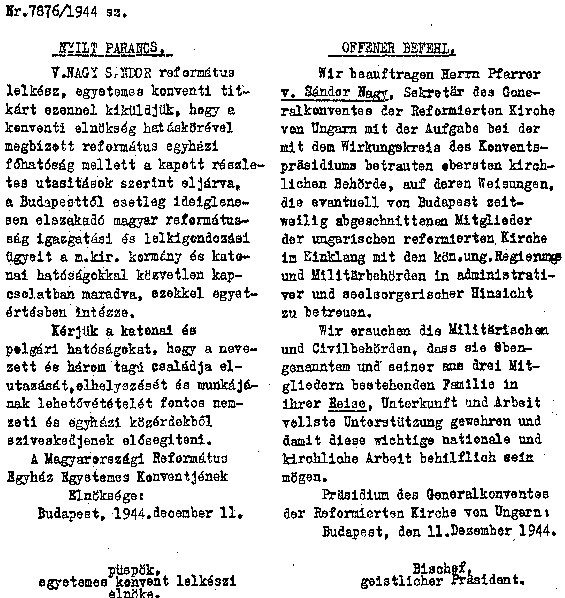 Nr.7876/1944 sz.
NYILT PARANCS.
V.NAGY SÁNDOR református
lelkész, egyetemes konventi tit-
kárt ezennel kiküldjük, hogy a
konventi elnökség hatáskörével
megbizott református egyházi
főhatóság mellett a kapott részle-
tes utasitások szerint eljárva,
a Budapesttől esetleg ideiglene-
sen elszakadó magyar református-
ság igazgatási és lelkigondozási
ügyeit a m.kir. kormány és kato-
nai hatóságokkal közvetlen kap-
csolatban maradva, ezekkel egyet-
értésben intézze.
Kérjük a katonai és
polgári hatóságokat, hogy a neve-
zett és három tagú családja el-
utazását,elhelyezését és munkájá-
nak lehetővétételét fontos nem-
zeti és egyházi közérdekből
sziveskedjenek elősegiteni.
A Magyarországi Református
Egyház Egyetemes Konventjének
Elnöksége:
Budapest, 1944.december 11.
püspök,
egyetemes konvent lelkészi
elnöke.
OFFENER BEFEHL.
Wir beauftragen Herrn Pfarrer
v. Sándor Nagy, Sekretär des Gene-
ralkonventes der Reformierten Kirche
von Ungarn mit der Aufgabe bei der
mit dem Wirkungskreis des Konvents-
präsidiums betrauten obersten kirch-
lichen Behörde, auf deren Weisungen,
die eventuell von Budapest zeit-
weilig abgeschnittenen Mitglieder
der ungarischen reformierten Kirche
im Einklang mit den kön.ung.Regierungs
und Militärbehörden in administrati-
ver und seelsorgerischer Hinsicht
zu betreuen.
Wir ersuchen die Militärischen
und Civilbehörden, dass sie Oben-
genanntem und seiner aus drei Mit-
gliedern bestehenden Familie in
ihrer Reise, Unterkunft und Arbeit
vollste Unterstützung gewehren und
damit diese wichtige nationale und
kirchliche Arbeit behilflich sein
mögen.
Präsidium des Generalkonventes
der Reformierten Kirche von Ungarn:
Budapest, den 11.Dezember 1944.
Bischof,
geistlicher Präsident.